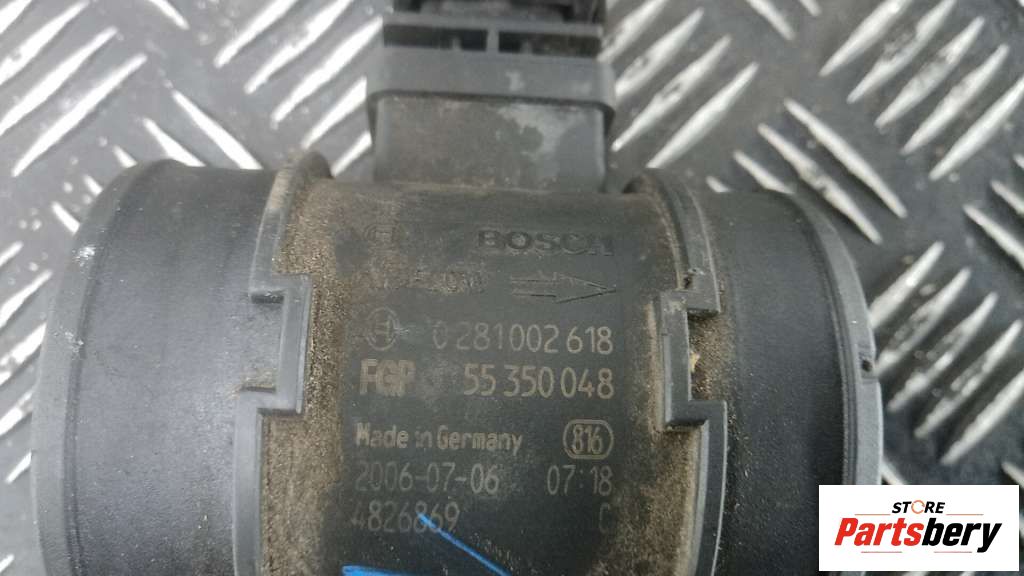 BOSCH
0 281 002 618
FGP 55 350 048
Made in Germany 816
2006-07-06 07:18
4826869 C
STORE
Partsbery